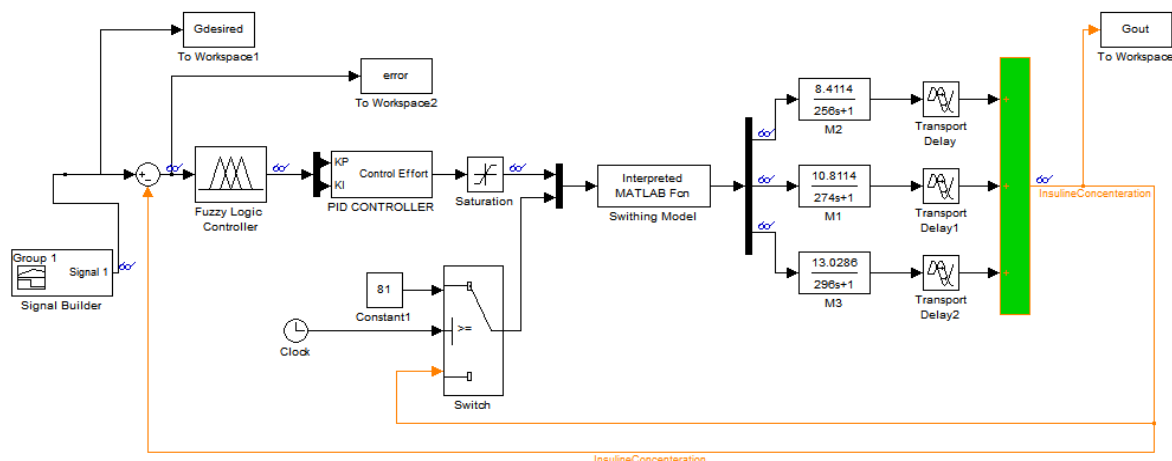 Gdesired
To Workspace1
error
To Workspace2
Gout
To Workspace
Group 1
Signal 1
Signal Builder
+
-
Fuzzy Logic
Controller
KP
KI
Control Effort
PID CONTROLLER
Saturation
Interpreted
MATLAB Fcn
Swithing Model
8.4114
256s+1
M2
Transport
Delay
10.8114
274s+1
M1
Transport
Delay1
13.0286
296s+1
M3
Transport
Delay2
+
+
+
InsulineConcenteration
81
Constant1
Clock
>=
Switch
InsulineConcenteration